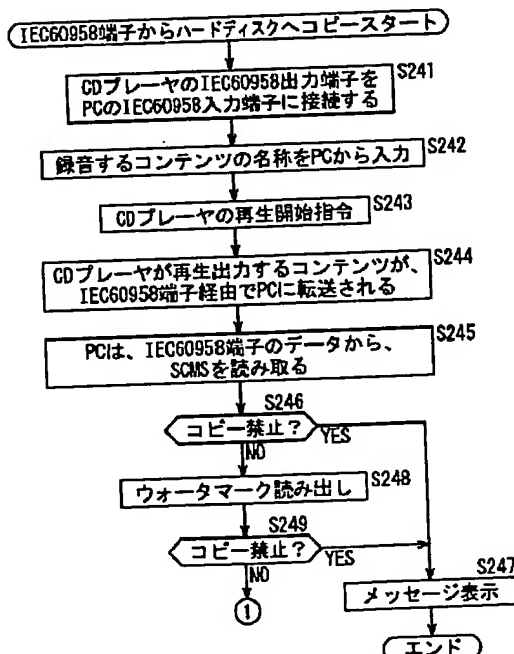 IEC60958端子からハードディスクへコピースタート
S241
CDプレーヤのIEC60958出力端子を
PCのIEC60958入力端子に接続する
録音するコンテンツの名称をPCから入力
S242
CDプレーヤの再生開始指令
S243
S244
CDプレーヤが再生出力するコンテンツが、
IEC60958端子経由でPCに転送される
S245
PCは、IEC60958端子のデータから、
SCMSを読み取る
S246
コピー禁止?
YES
NO
ウォータマーク読み出し
S248
S249
コピー禁止?
YES
NO
①
S247
メッセージ表示
エンド